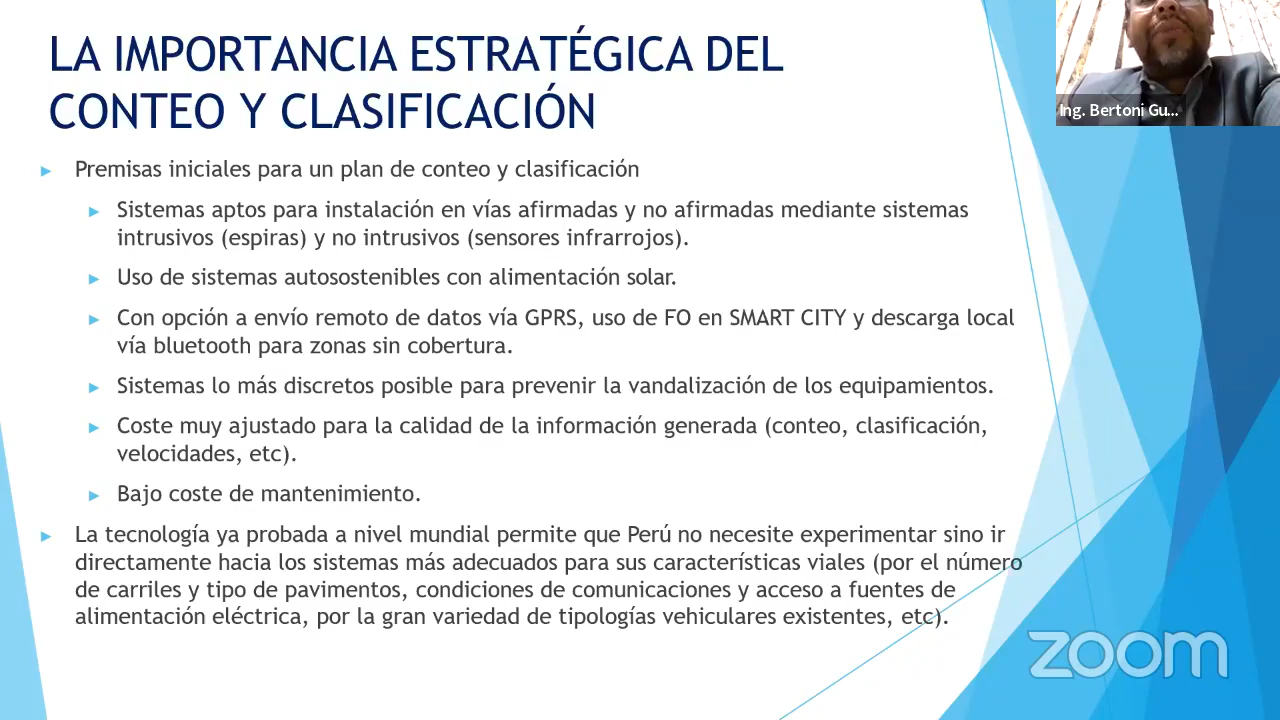 LA IMPORTANCIA ESTRATÉGICA DEL
CONTEO Y CLASIFICACIÓN
Ing. Bertoni Gu...
Premisas iniciales para un plan de conteo y clasificación
Sistemas aptos para instalación en vías afirmadas y no afirmadas mediante sistemas
intrusivos (espiras) y no intrusivos (sensores infrarrojos).
Uso de sistemas autosostenibles con alimentación solar.
Con opción a envío remoto de datos vía GPRS, uso de FO en SMART CITY y descarga local
vía bluetooth para zonas sin cobertura.
Sistemas lo más discretos posible para prevenir la vandalización de los equipamientos.
Coste muy ajustado para la calidad de la información generada (conteo, clasificación,
velocidades, etc).
Bajo coste de mantenimiento.
La tecnología ya probada a nivel mundial permite que Perú no necesite experimentar sino ir
directamente hacia los sistemas más adecuados para sus características viales (por el número
de carriles y tipo de pavimentos, condiciones de comunicaciones y acceso a fuentes de
alimentación eléctrica, por la gran variedad de tipologías vehiculares existentes, etc).
zoom